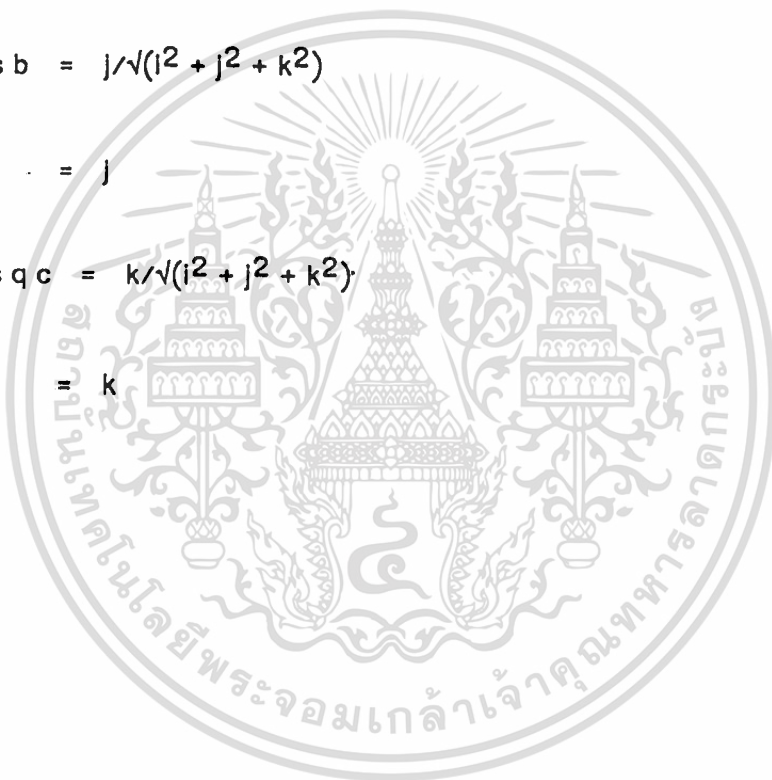 s b = j/√(i² + j² + k²)
= j
s q c = k/√(i² + j² + k²)
= k
สถาบันเทคโนโลยีพระจอมเกล้าเจ้าคุณทหารลาดกระบัง